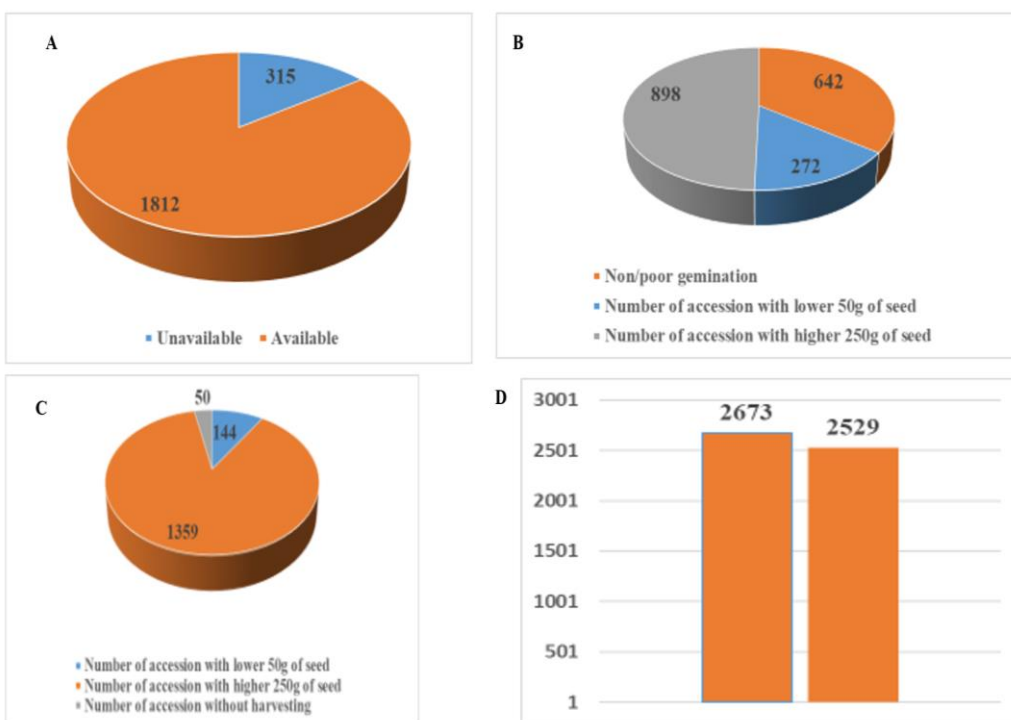 A
315
1812
Unavailable Available
B
898
642
272
Non/poor gemination
Number of accession with lower 50g of seed
Number of accession with higher 250g of seed
C
50
144
1359
Number of accession with lower 50g of seed
Number of accession with higher 250g of seed
Number of accession without harvesting
D
3001
2673
2529
2501
2001
1501
1001
501
1